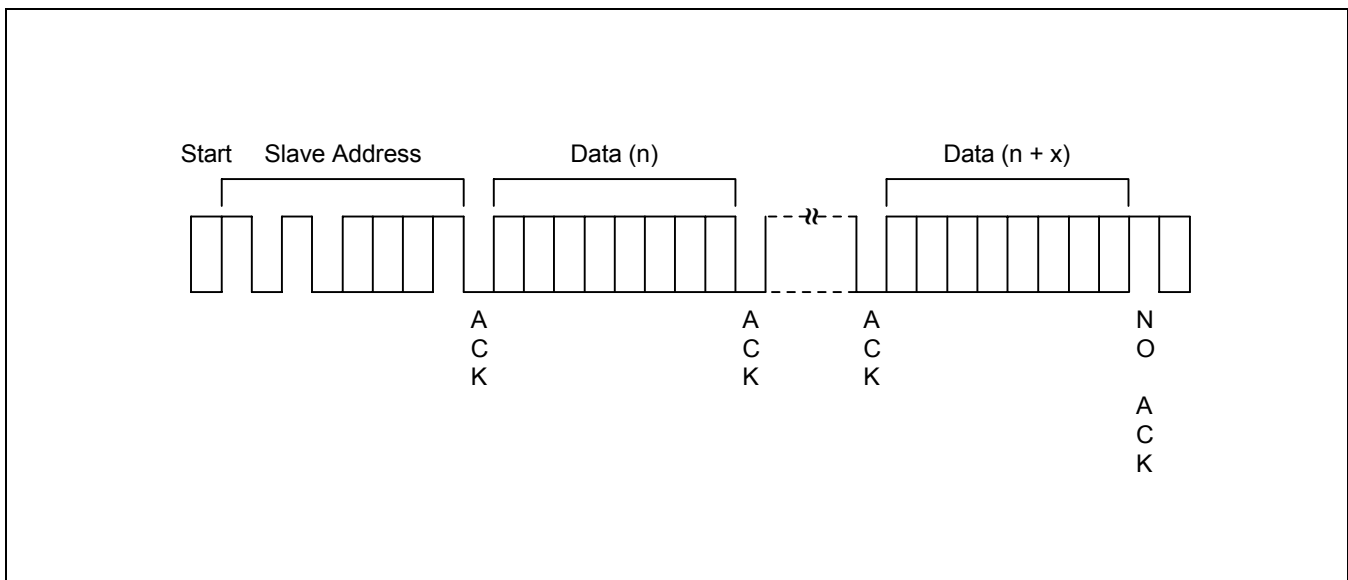 Start Slave Address Data (n) Data (n + x)
A A A N
C C C O
K K K
A
C
K